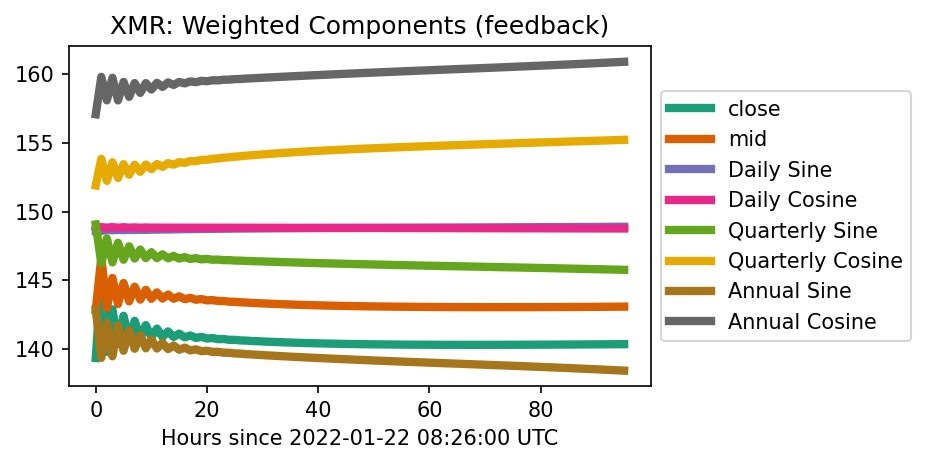 XMR: Weighted Components (feedback)
160
155
150
145
140
0 20 40 60 80
Hours since 2022-01-22 08:26:00 UTC
close
mid
Daily Sine
Daily Cosine
Quarterly Sine
Quarterly Cosine
Annual Sine
Annual Cosine